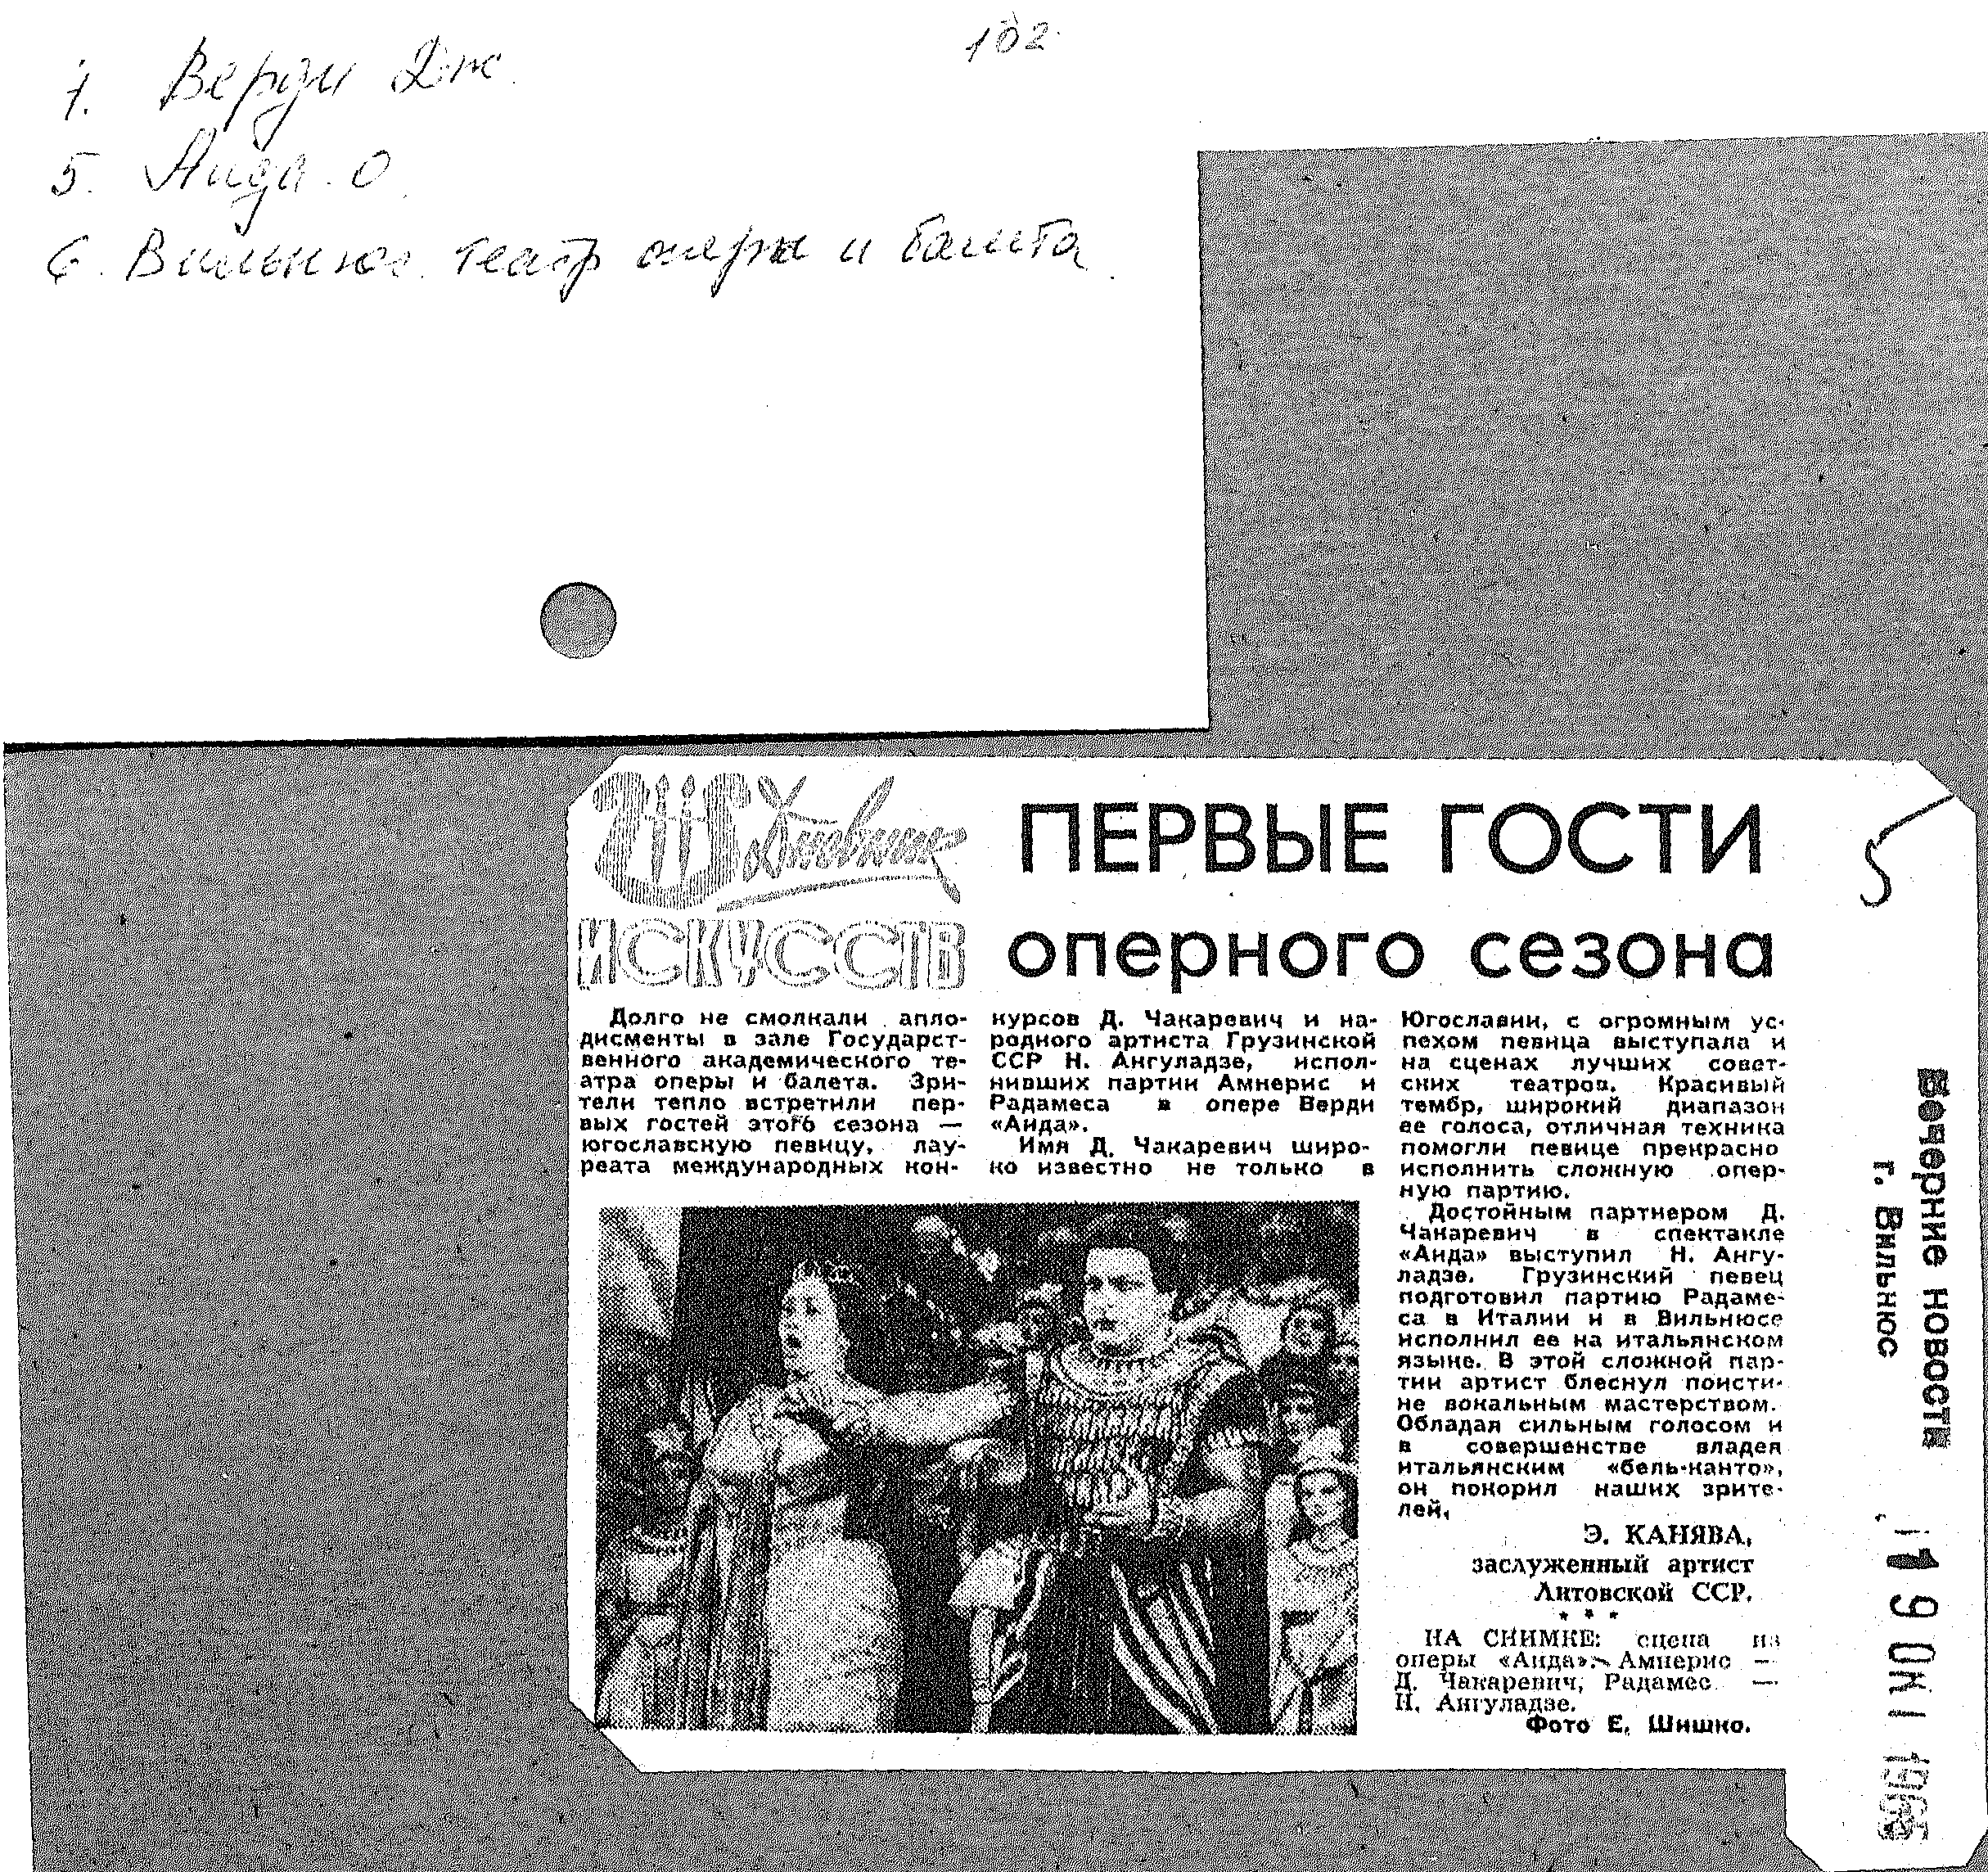 102
1. Верди Дж.
5. Аида. О.
6. Вильнюс. театр оперы и балета.
Дневник
ИСКУССТВ
ПЕРВЫЕ ГОСТИ
оперного сезона
Долго не смолкали апло-
дисменты в зале Государст-
венного академического те-
атра оперы и балета. Зри-
тели тепло встретили пер-
вых гостей этого сезона —
югославскую певицу, лау-
реата международных кон-
курсов Д. Чакаревич и на-
родного артиста Грузинской
ССР Н. Ангуладзе, испол-
нивших партии Амнерис и
Радамеса в опере Верди
«Аида».
Имя Д. Чакаревич широ-
ко известно не только в
Югославии, с огромным ус-
пехом певица выступала и
на сценах лучших совет-
ских театров. Красивый
тембр, широкий диапазон
ее голоса, отличная техника
помогли певице прекрасно
исполнить сложную опер-
ную партию.
Достойным партнером Д.
Чакаревич в спектакле
«Аида» выступил Н. Ангу-
ладзе. Грузинский певец
подготовил партию Радаме-
са в Италии и в Вильнюсе
исполнил ее на итальянском
языке. В этой сложной пар-
тии артист блеснул поисти-
не вокальным мастерством.
Обладая сильным голосом и
в совершенстве владея
итальянским «бель-канто»,
он покорил наших зрите-
лей.
Э. КАНЯВА,
заслуженный артист
Литовской ССР.
* * *
НА СНИМКЕ: сцена из
оперы «Аида». Амнерис —
Д. Чакаревич, Радамес —
Н. Ангуладзе.
Фото Е. Шишко.
5
Вечерние новости
г. Вильнюс
19 ОКТ